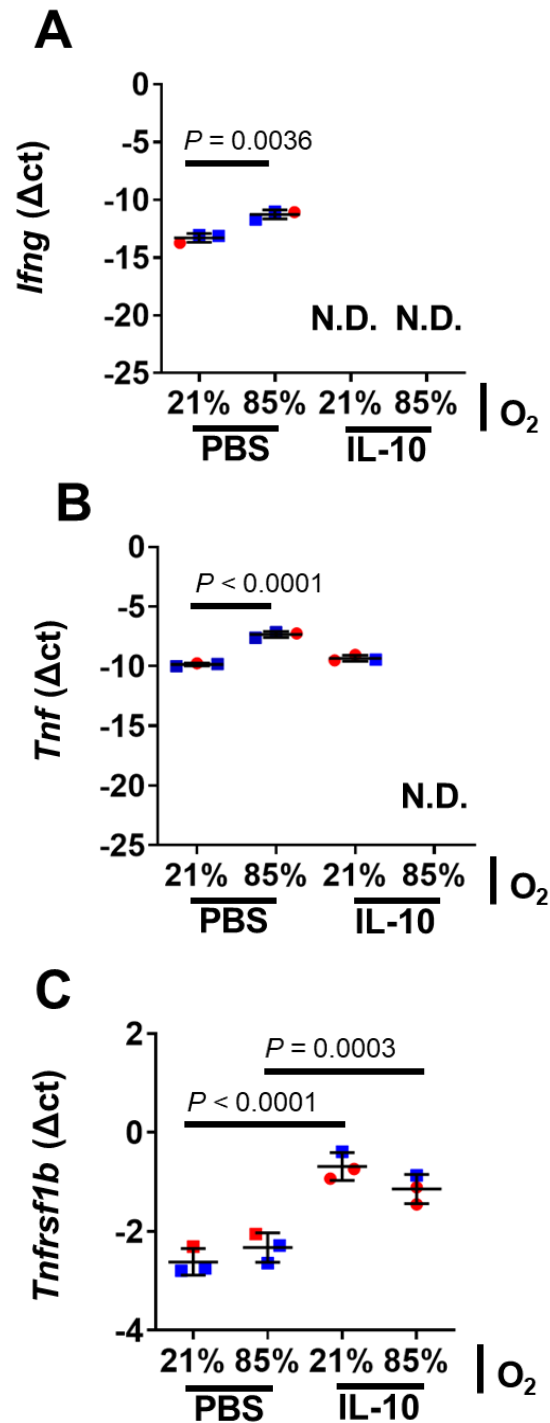 A
0
-5
P = 0.0036
-10
-15
-20
N.D. N.D.
-25
Ifng (Δct)
21% 85% 21% 85%
O₂
PBS IL-10
B
0
P < 0.0001
-5
-10
-15
-20
N.D.
-25
Tnf (Δct)
21% 85% 21% 85%
O₂
PBS IL-10
C
2
P = 0.0003
P < 0.0001
0
-2
-4
Tnfrsf1b (Δct)
21% 85% 21% 85%
O₂
PBS IL-10